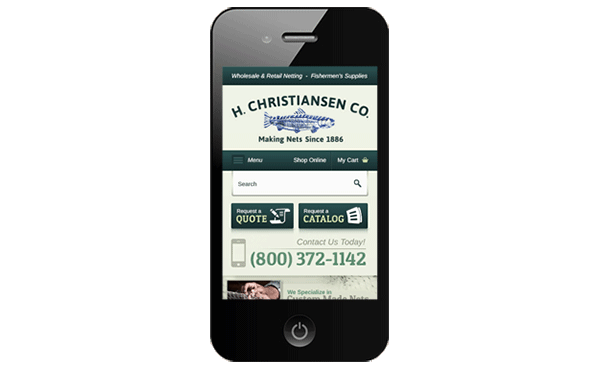 Wholesale & Retail Netting - Fishermen's Supplies
H. CHRISTIANSEN CO.
Making Nets Since 1886
Menu Shop Online My Cart
Search
Request a QUOTE
Request a CATALOG
Contact Us Today!
(800) 372-1142
We Specialize in
Custom Made Nets